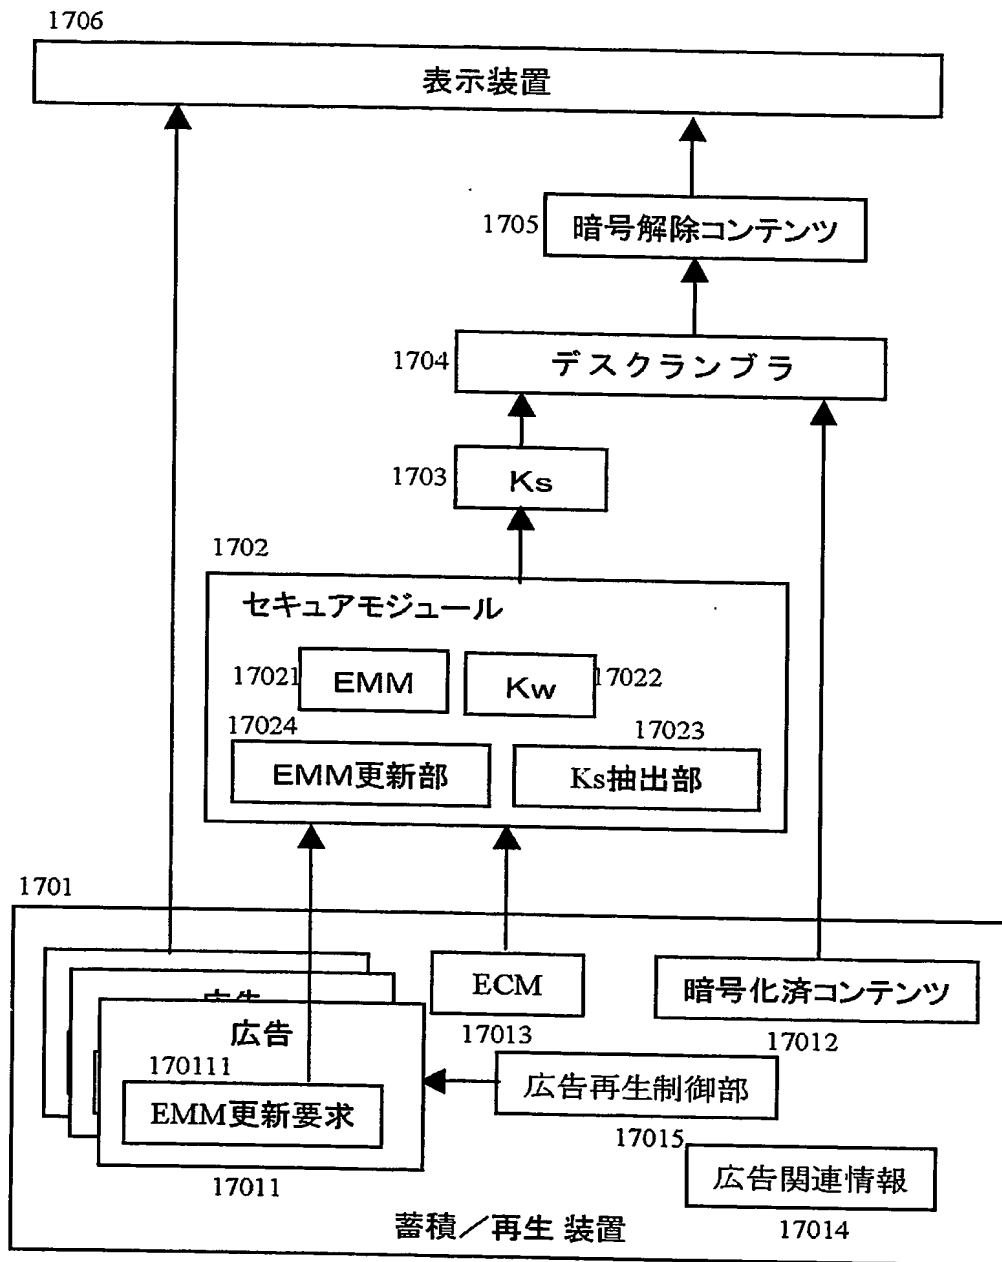 1706
表示装置
1705
暗号解除コンテンツ
1704
デスクランブラ
1703
Ks
1702
セキュアモジュール
17021
EMM
Kw
17022
17024
17023
EMM更新部
Ks抽出部
1701
広告
ECM
暗号化済コンテンツ
広告
17013
17012
170111
広告再生制御部
EMM更新要求
17015
17011
広告関連情報
17014
蓄積／再生 装置